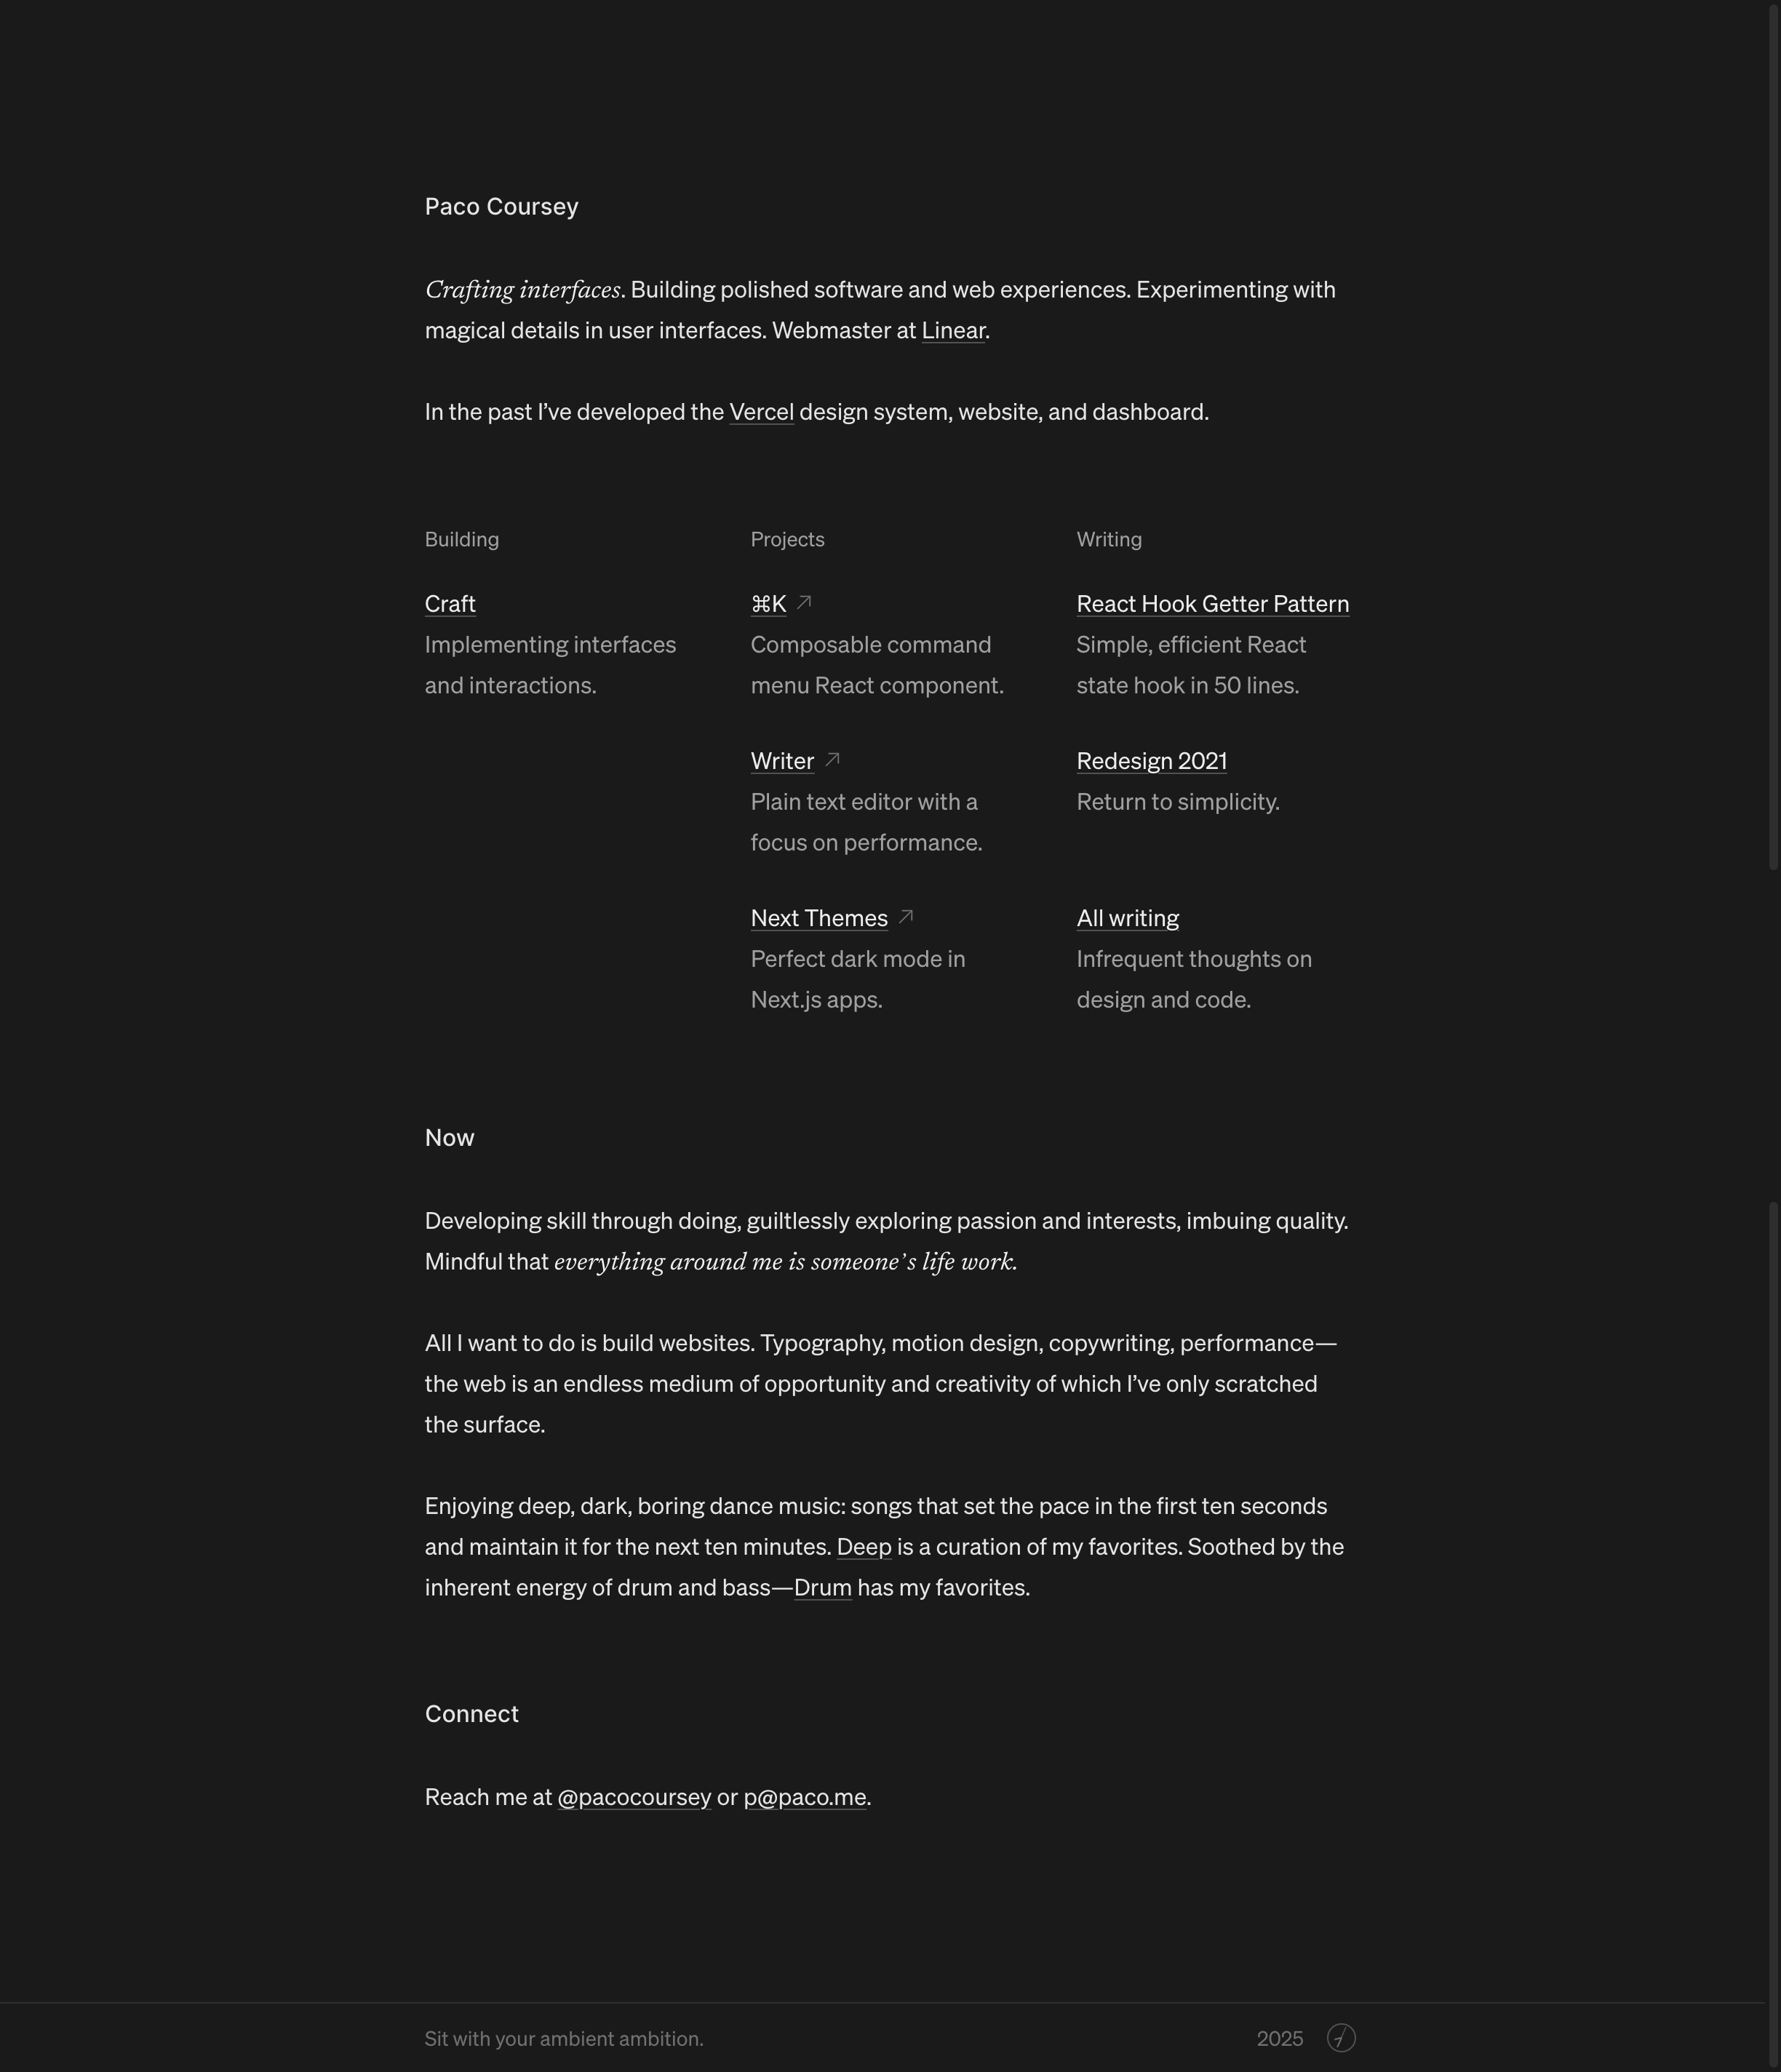 Paco Coursey
Crafting interfaces. Building polished software and web experiences. Experimenting with
magical details in user interfaces. Webmaster at Linear.
In the past I’ve developed the Vercel design system, website, and dashboard.
Building
Craft
Implementing interfaces
and interactions.
Projects
⌘K ↗
Composable command
menu React component.
Writer ↗
Plain text editor with a
focus on performance.
Next Themes ↗
Perfect dark mode in
Next.js apps.
Writing
React Hook Getter Pattern
Simple, efficient React
state hook in 50 lines.
Redesign 2021
Return to simplicity.
All writing
Infrequent thoughts on
design and code.
Now
Developing skill through doing, guiltlessly exploring passion and interests, imbuing quality.
Mindful that everything around me is someone’s life work.
All I want to do is build websites. Typography, motion design, copywriting, performance—
the web is an endless medium of opportunity and creativity of which I’ve only scratched
the surface.
Enjoying deep, dark, boring dance music: songs that set the pace in the first ten seconds
and maintain it for the next ten minutes. Deep is a curation of my favorites. Soothed by the
inherent energy of drum and bass—Drum has my favorites.
Connect
Reach me at @pacocoursey or p@paco.me.
Sit with your ambient ambition.
2025